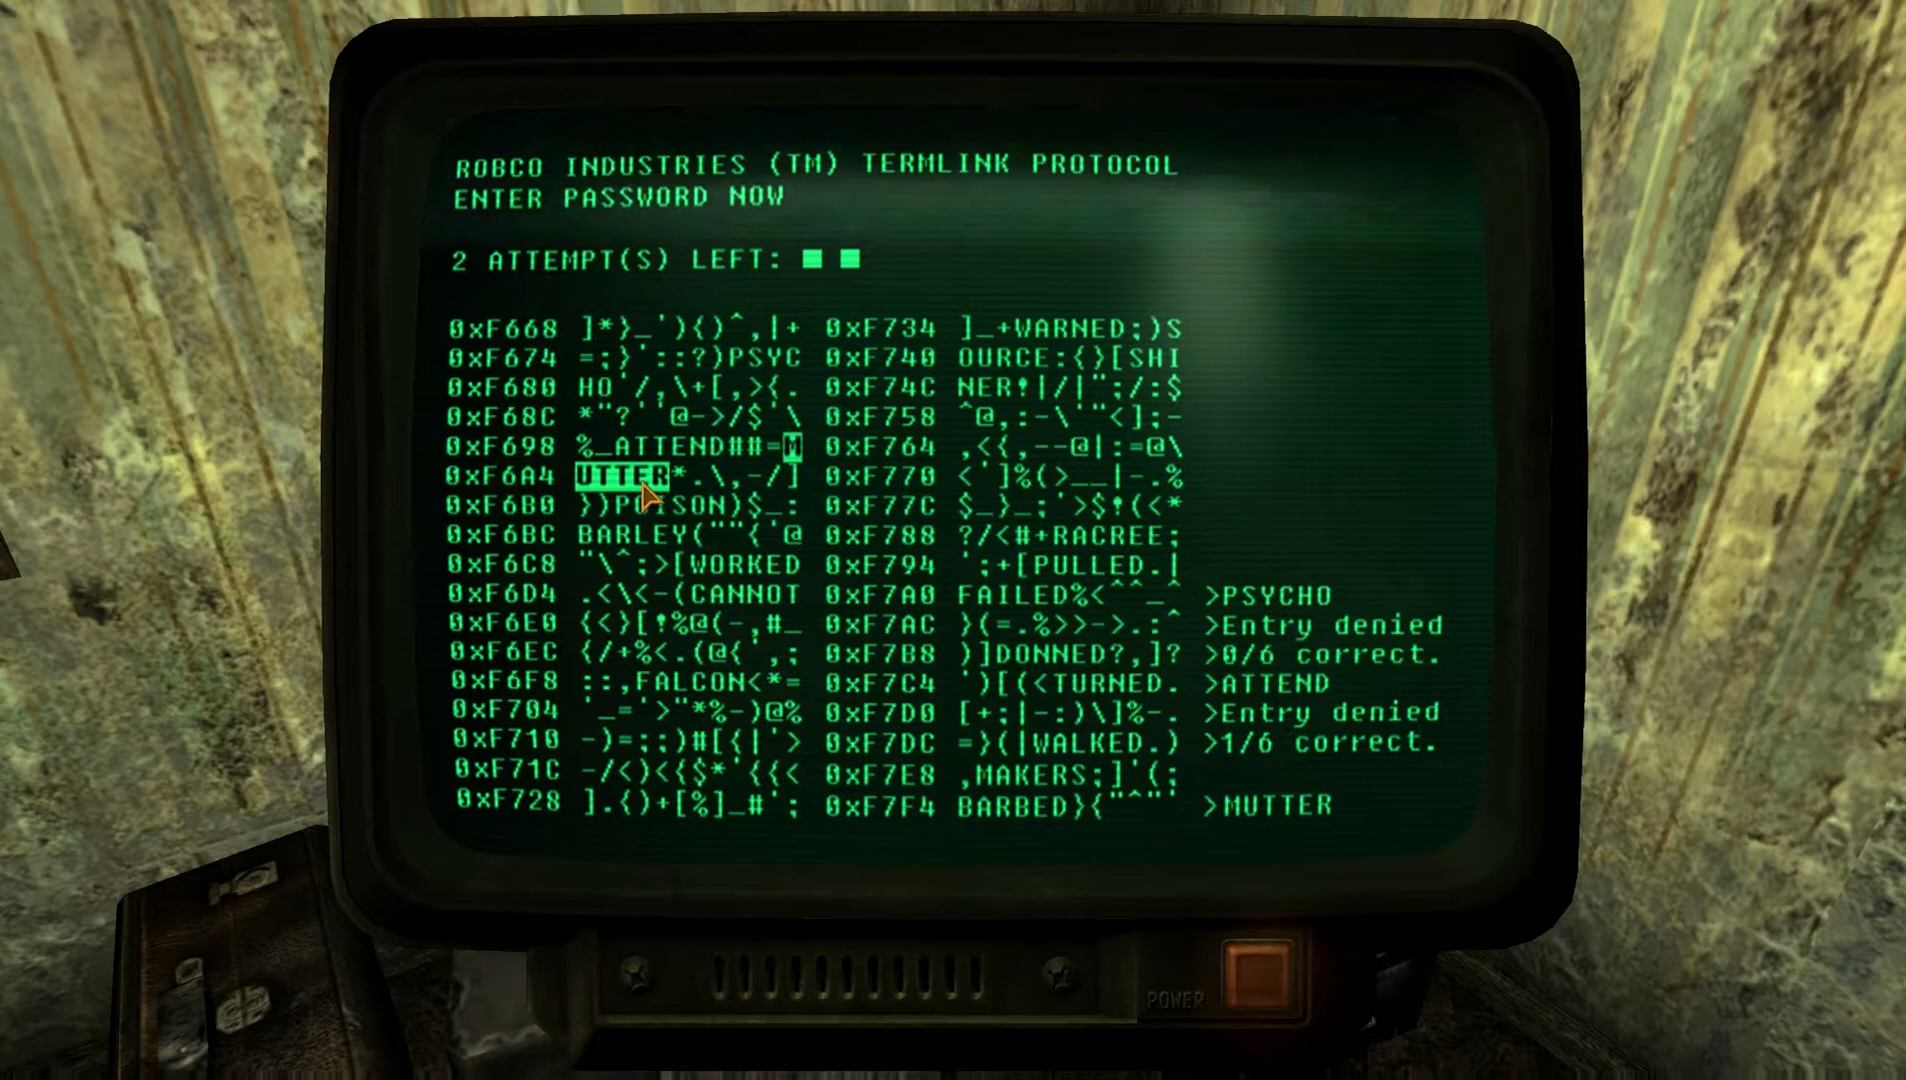 ROBCO INDUSTRIES (TM) TERMLINK PROTOCOL
ENTER PASSWORD NOW
2 ATTEMPT(S) LEFT: ■ ■
0xF668 ]*}_'){()^,|+ 0xF734 ]_+WARNED;)S
0xF674 =;}'::?)PSYC 0xF740 OURCE:{}[SHI
0xF680 HO'/,\+[,>{. 0xF74C NER!|/|";/:$
0xF68C *"?''@->/$'\ 0xF758 ^@,:-\'"<];-
0xF698 %_ATTEND##=M 0xF764 ,<{,--@|:=@\
0xF6A4 UTTER*.\,-/] 0xF770 <']%()>__|-.%
0xF6B0 })POISON)$_: 0xF77C $_}_;'>$!(<*
0xF6BC BARLEY(""{'@ 0xF788 ?/<#+RACREE;
0xF6C8 "\^;>[WORKED 0xF794 ';+[PULLED.|
0xF6D4 .<\<-(CANNOT 0xF7A0 FAILED%<^^_^ >PSYCHO
0xF6E0 {<}[!%@(-,#_ 0xF7AC }(=.%>>->.:^ >Entry denied
0xF6EC {/+%<.(@{',; 0xF7B8 )]DONNED?,]? >0/6 correct.
0xF6F8 ::,FALCON<*= 0xF7C4 ')[(<TURNED. >ATTEND
0xF704 '_='>"*%-)@% 0xF7D0 [+;|-:)\]%-. >Entry denied
0xF710 -)=;;)#[{|'> 0xF7DC =}(|WALKED.) >1/6 correct.
0xF71C -/<)<{$*'{{< 0xF7E8 ,MAKERS;]'(;
0xF728 ].{)+[%]_#'; 0xF7F4 BARBED}{"^"' >MUTTER
POWER